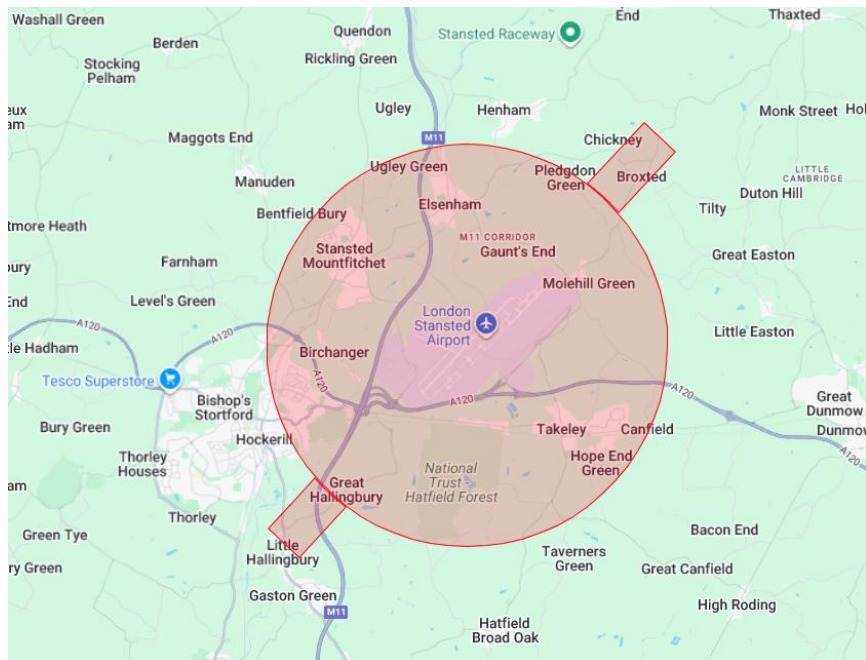 Washall Green
Quendon
End
Thaxted
Stansted Raceway
Berden
Rickling Green
Stocking
Pelham
Ugley
Henham
Monk Street
M11
Chickney
Maggots End
Ugley Green
Pledgdon
Green
Broxted
LITTLE
CAMBRIDGE
Manuden
Elsenham
Duton Hill
Bentfield Bury
Tilty
M11 CORRIDOR
Stansted
Mountfitchet
Gaunt's End
Great Easton
Farnham
Molehill Green
Level's Green
End
London
Stansted
Airport
A120
A120
Little Easton
Birchanger
Tesco Superstore
A120
Bishop's
Stortford
A120
Great
Dunmow
Bury Green
Hockerill
Takeley
Canfield
Dunmow
A120
Thorley
Houses
Hope End
Green
National
Trust -
Hatfield Forest
Great
Hallingbury
Thorley
Bacon End
Green Tye
Little
Hallingbury
Taverners
Green
Great Canfield
Gaston Green
M11
High Roding
Hatfield
Broad Oak